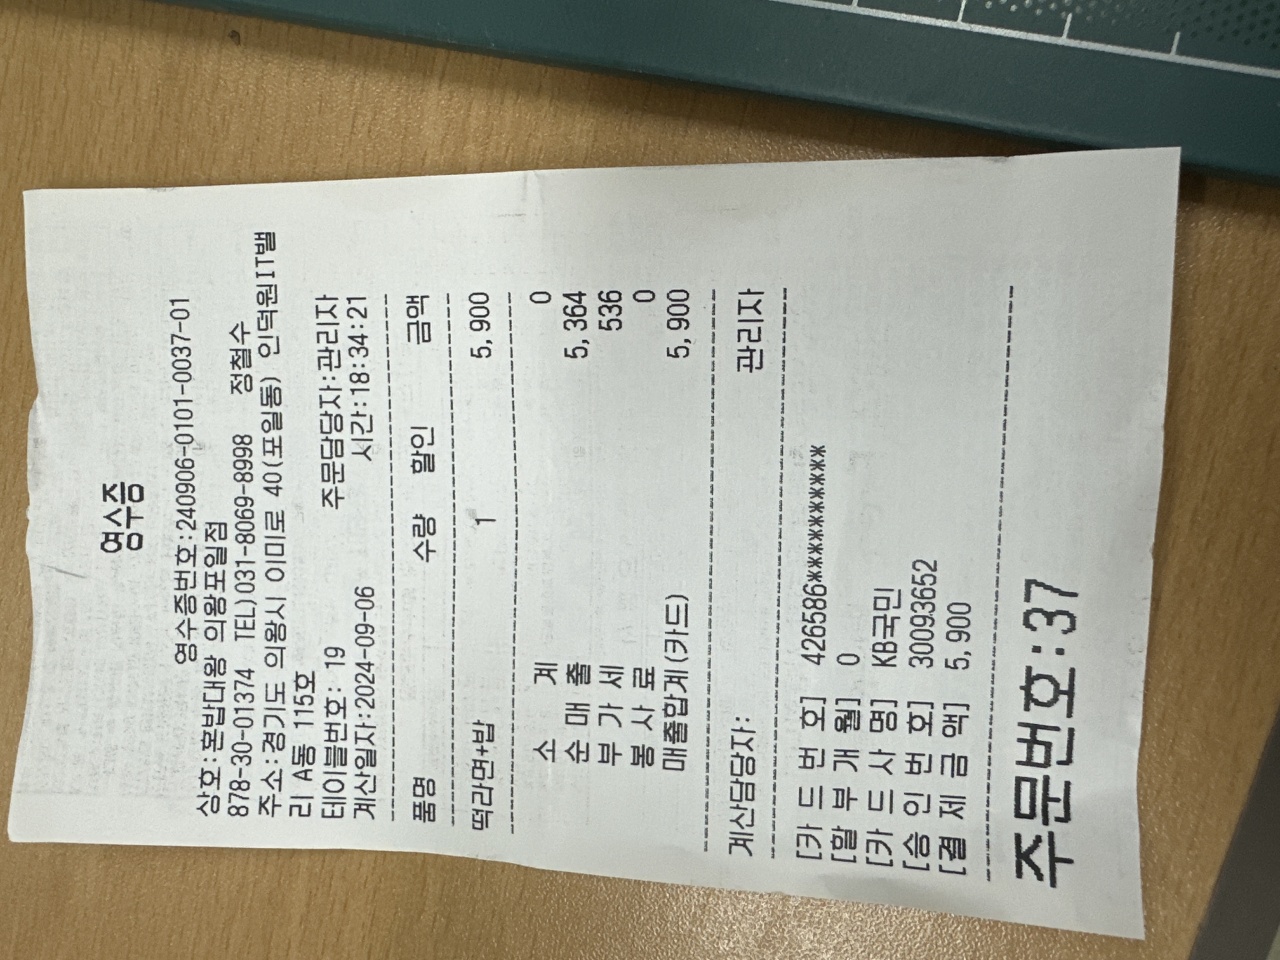 영수증
영수증번호:240906-0101-0037-01
상호:혼밥대왕 의왕포일점
878-30-01374 TEL)031-8069-8998 정철수
주소:경기도 의왕시 이미로 40(포일동) 인덕원IT밸
리 A동 115호
테이블번호: 19 주문담당자:관리자
계산일자:2024-09-06 시간:18:34:21
품명 수량 할인 금액
떡라면+밥 1 5,900
소 계 0
순 매 출 5,364
부 가 세 536
봉 사 료 0
매출합계(카드) 5,900
계산담당자: 관리자
[카 드 번 호] 426586**********
[할 부 개 월] 0
[카 드 사 명] KB국민
[승 인 번 호] 30093652
[결 제 금 액] 5,900
주문번호:37